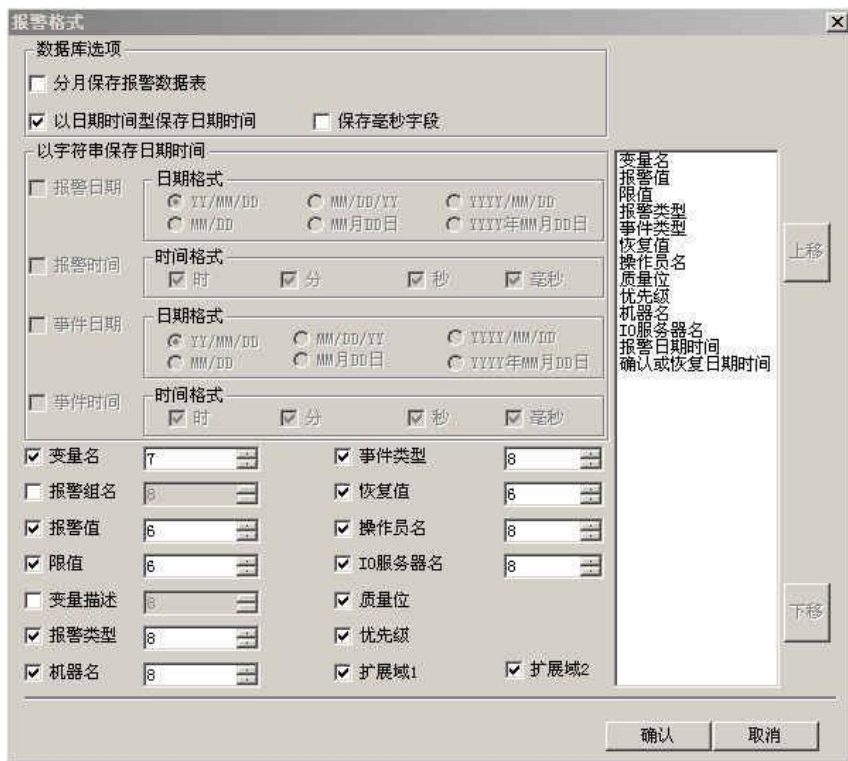 报警格式
数据库选项
分月保存报警数据表
以日期时间型保存日期时间 保存毫秒字段
以字符串保存日期时间
报警日期
日期格式
YY/MM/DD MM/DD/YY YYYY/MM/DD
MM/DD MM月DD日 YYYY年MM月DD日
报警时间
时间格式
时 分 秒 毫秒
事件日期
日期格式
YY/MM/DD MM/DD/YY YYYY/MM/DD
MM/DD MM月DD日 YYYY年MM月DD日
事件时间
时间格式
时 分 秒 毫秒
变量名 7 事件类型 8
报警组名 8 恢复值 6
报警值 6 操作员名 8
限值 6 IO服务器名 8
变量描述 8 质量位
报警类型 8 优先级
机器名 8 扩展域1 扩展域2
变量名
报警值
限值
报警类型
事件类型
恢复值
操作员名
质量位
优先级
机器名
IO服务器名
报警日期时间
确认或恢复日期时间
上移
下移
确认 取消